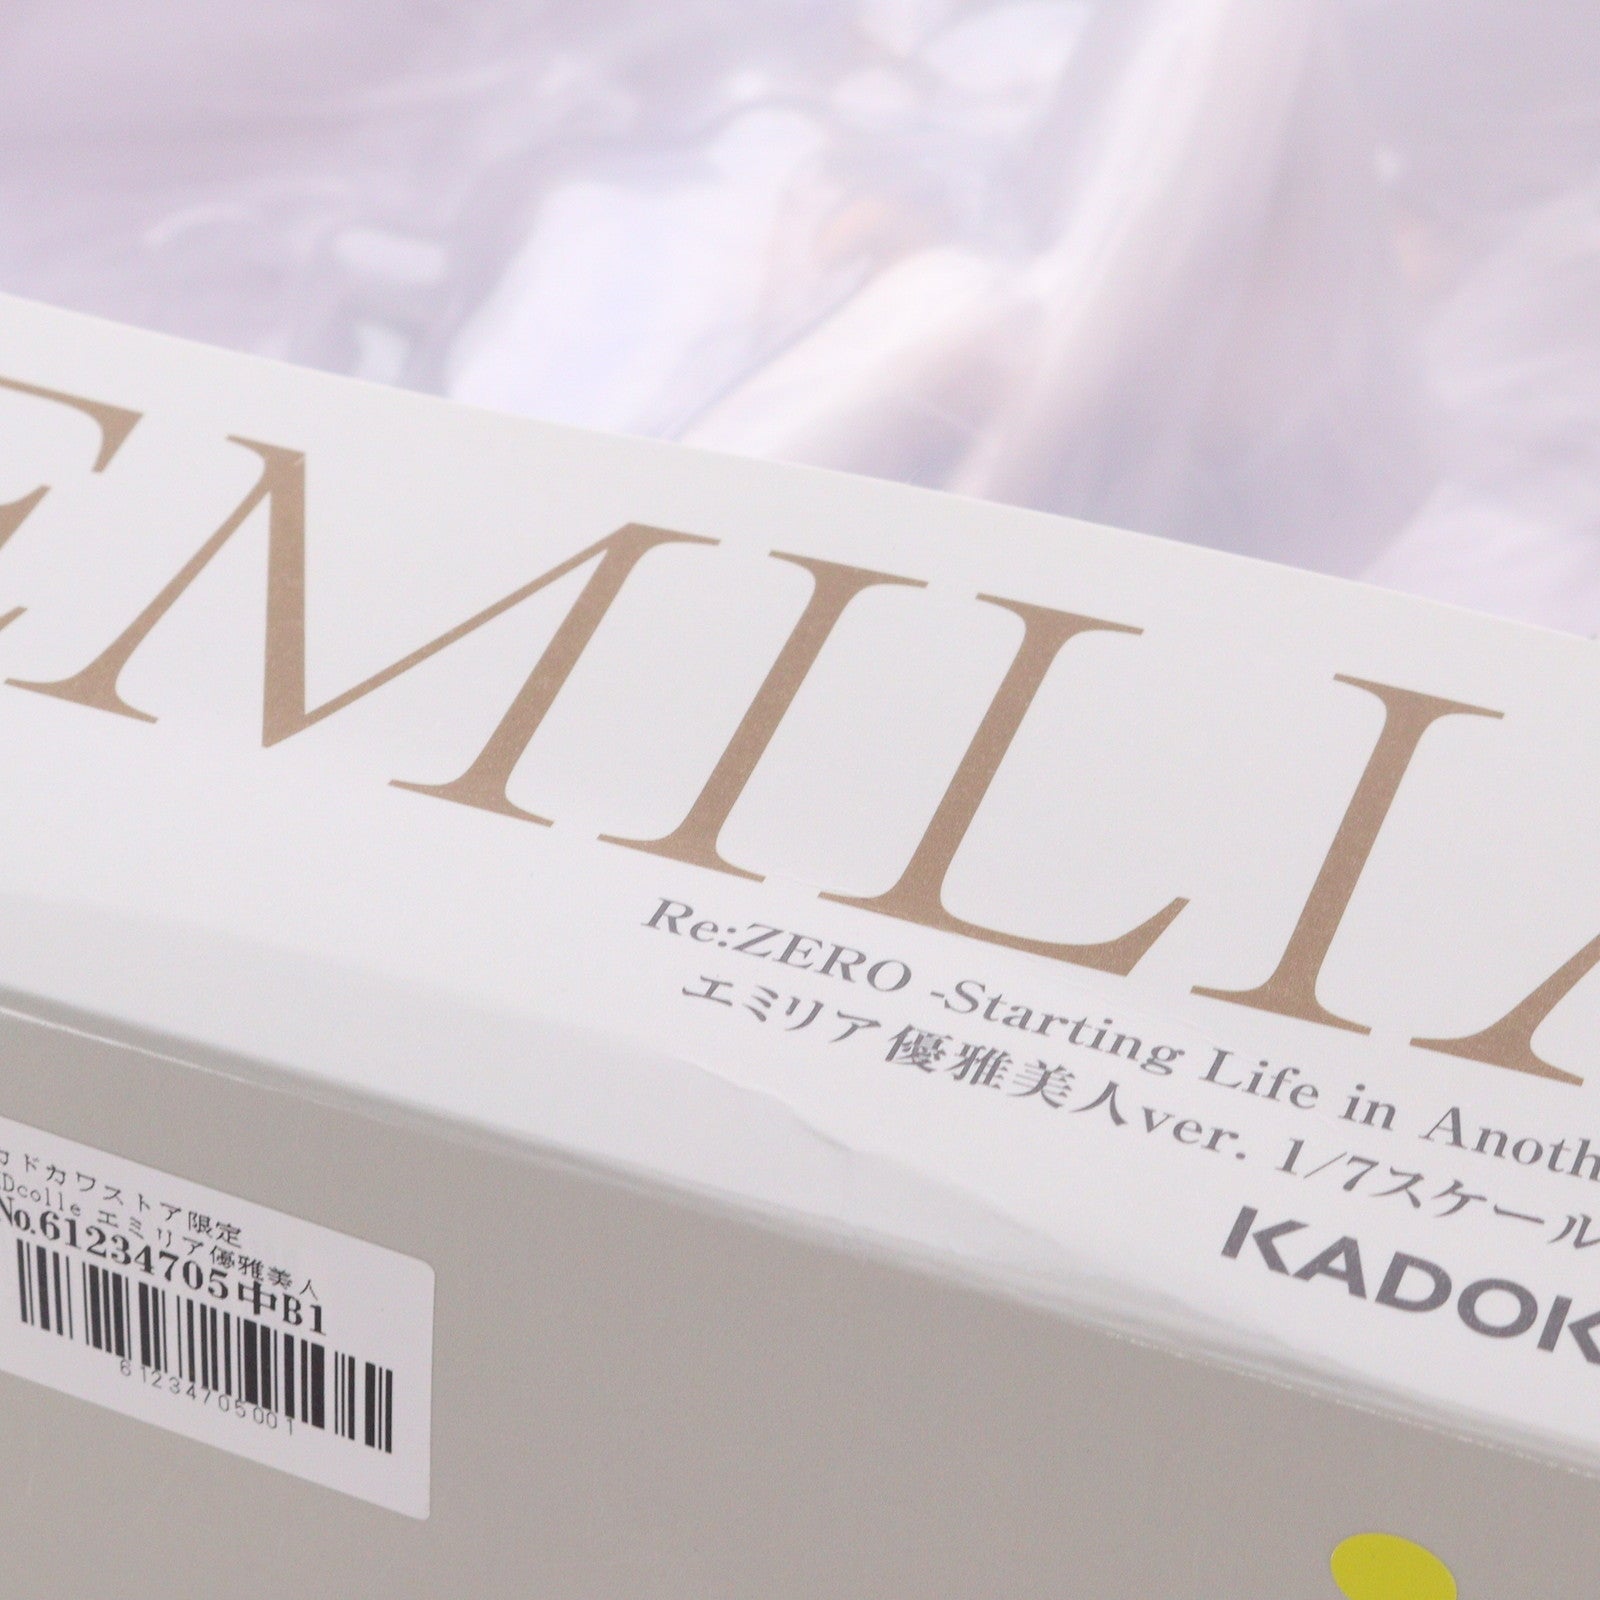 EMILIA
Re:ZERO -Starting Life in Anoth
エミリア 優雅美人ver. 1/7スケール
KADOK
カドカワストア限定
Dcolle エミリア優雅美人
No.61234705中B1
61234705001